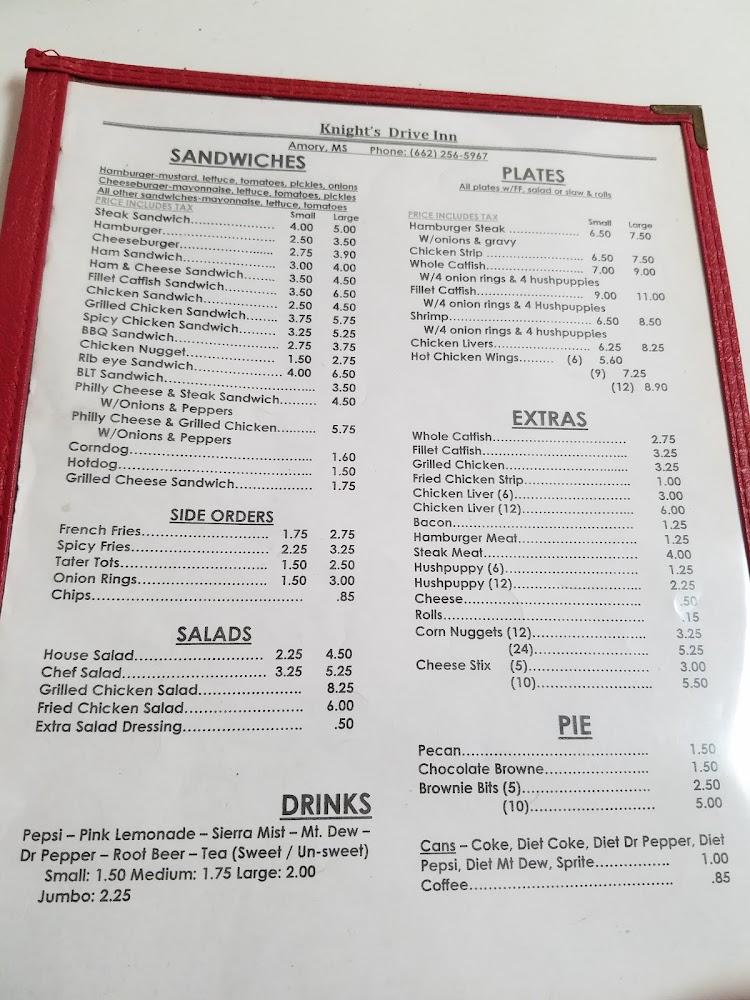 Knight's Drive Inn
Amory, MS Phone: (662) 256-5967
SANDWICHES
Hamburger-mustard, lettuce, tomatoes, pickles, onions
Cheeseburger-mayonnaise, lettuce, tomatoes, pickles
All other sandwiches-mayonnaise, lettuce, tomatoes
PRICE INCLUDES TAX Small Large
Steak Sandwich 4.00 5.00
Hamburger 2.50 3.50
Cheeseburger 2.75 3.90
Ham Sandwich 3.00 4.00
Ham & Cheese Sandwich 3.50 4.50
Fillet Catfish Sandwich 3.50 6.50
Chicken Sandwich 2.50 4.50
Grilled Chicken Sandwich 3.75 5.75
Spicy Chicken Sandwich 3.25 5.25
BBQ Sandwich 2.75 3.75
Chicken Nugget 1.50 2.75
Rib eye Sandwich 4.00 6.50
BLT Sandwich 3.50
Philly Cheese & Steak Sandwich 4.50
W/Onions & Peppers
Philly Cheese & Grilled Chicken 5.75
W/Onions & Peppers
Corndog 1.60
Hotdog 1.50
Grilled Cheese Sandwich 1.75
SIDE ORDERS
French Fries 1.75 2.75
Spicy Fries 2.25 3.25
Tater Tots 1.50 2.50
Onion Rings 1.50 3.00
Chips .85
SALADS
House Salad 2.25 4.50
Chef Salad 3.25 5.25
Grilled Chicken Salad 8.25
Fried Chicken Salad 6.00
Extra Salad Dressing .50
DRINKS
Pepsi – Pink Lemonade – Sierra Mist – Mt. Dew –
Dr Pepper – Root Beer – Tea (Sweet / Un-sweet)
Small: 1.50 Medium: 1.75 Large: 2.00
Jumbo: 2.25
PLATES
All plates w/FF, salad or slaw & rolls
PRICE INCLUDES TAX Small Large
Hamburger Steak 6.50 7.50
W/onions & gravy
Chicken Strip 6.50 7.50
Whole Catfish 7.00 9.00
W/4 onion rings & 4 hushpuppies
Fillet Catfish 9.00 11.00
W/4 onion rings & 4 Hushpuppies
Shrimp 6.50 8.50
W/4 onion rings & 4 hushpuppies
Chicken Livers 6.25 8.25
Hot Chicken Wings (6) 5.60
(9) 7.25
(12) 8.90
EXTRAS
Whole Catfish 2.75
Fillet Catfish 3.25
Grilled Chicken 3.25
Fried Chicken Strip 1.00
Chicken Liver (6) 3.00
Chicken Liver (12) 6.00
Bacon 1.25
Hamburger Meat 1.25
Steak Meat 4.00
Hushpuppy (6) 1.25
Hushpuppy (12) 2.25
Cheese .50
Rolls .15
Corn Nuggets (12) 3.25
(24) 5.25
Cheese Stix (5) 3.00
(10) 5.50
PIE
Pecan 1.50
Chocolate Browne 1.50
Brownie Bits (5) 2.50
(10) 5.00
Cans – Coke, Diet Coke, Diet Dr Pepper, Diet
Pepsi, Diet Mt Dew, Sprite 1.00
Coffee .85